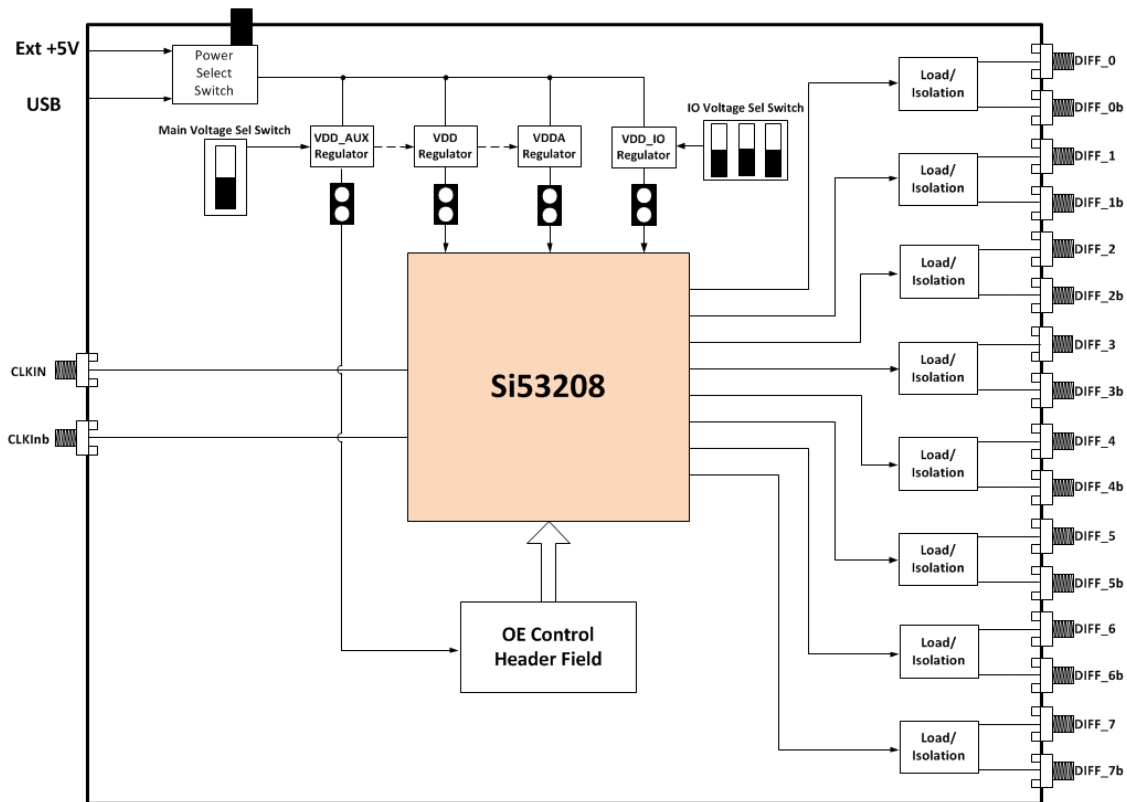 Ext +5V
USB
Power
Select
Switch
Main Voltage Sel Switch
VDD_AUX
Regulator
VDD
Regulator
VDDA
Regulator
VDD_IO
Regulator
IO Voltage Sel Switch
CLKIN
CLKInb
Si53208
OE Control
Header Field
Load/
Isolation
DIFF_0
DIFF_0b
Load/
Isolation
DIFF_1
DIFF_1b
Load/
Isolation
DIFF_2
DIFF_2b
Load/
Isolation
DIFF_3
DIFF_3b
Load/
Isolation
DIFF_4
DIFF_4b
Load/
Isolation
DIFF_5
DIFF_5b
Load/
Isolation
DIFF_6
DIFF_6b
Load/
Isolation
DIFF_7
DIFF_7b